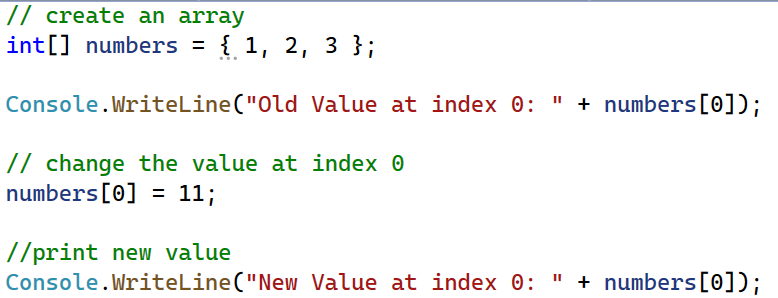 // create an array
int[] numbers = { 1, 2, 3 };
Console.WriteLine("Old Value at index 0: " + numbers[0]);
// change the value at index 0
numbers[0] = 11;
//print new value
Console.WriteLine("New Value at index 0: " + numbers[0]);